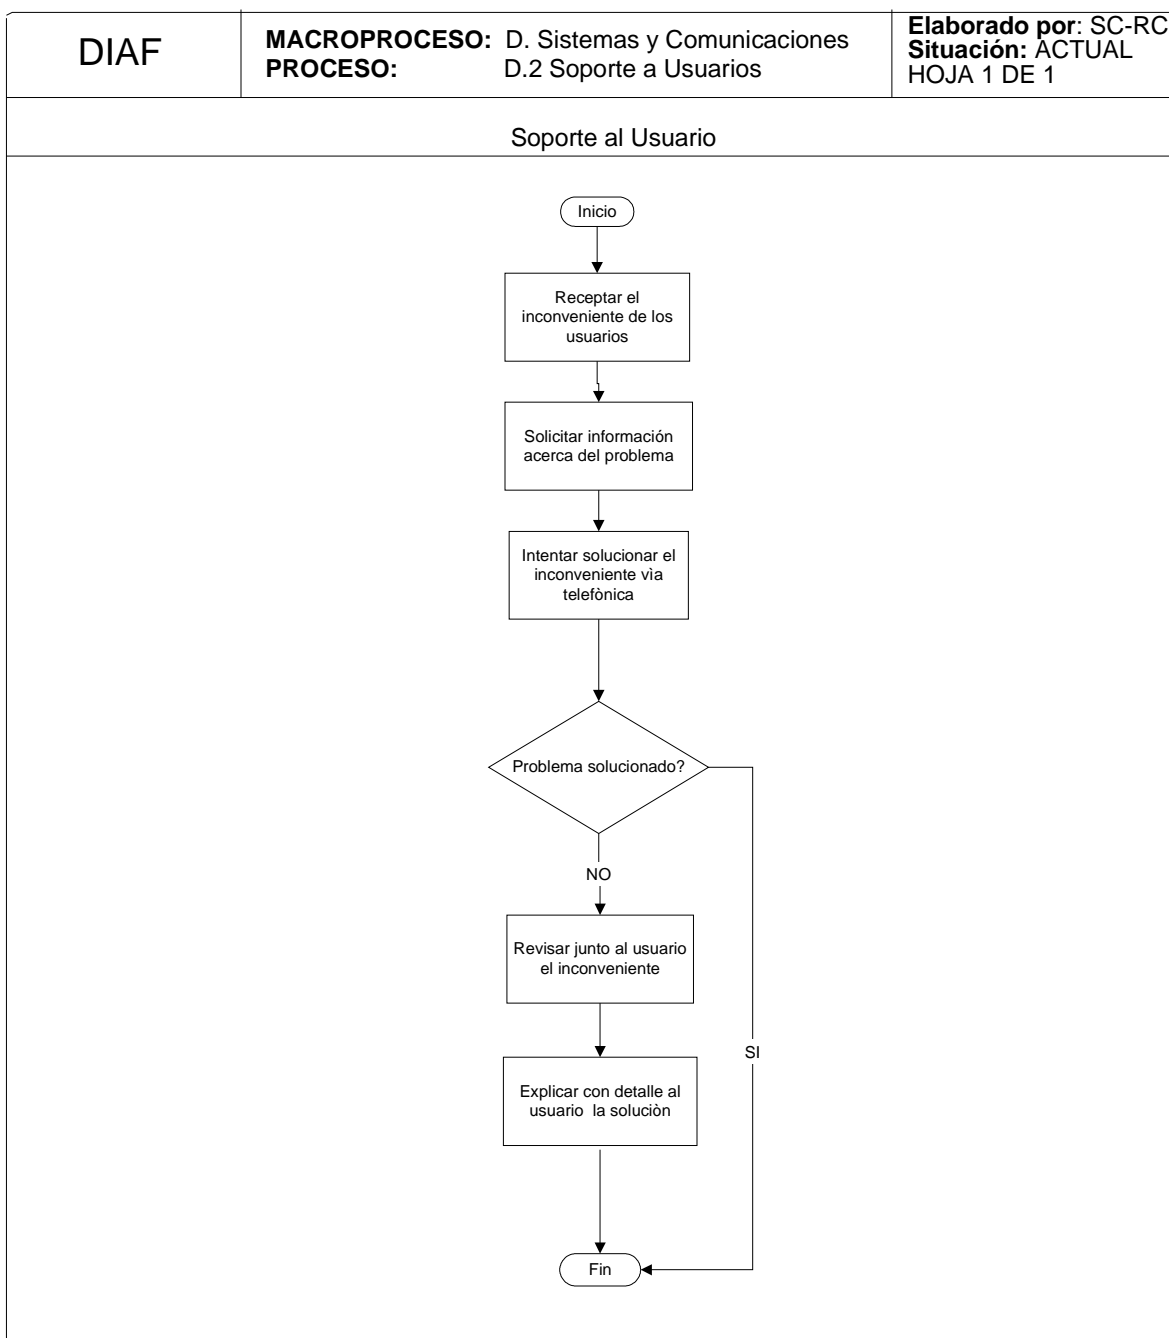 DIAF
MACROPROCESO: D. Sistemas y Comunicaciones
PROCESO: D.2 Soporte a Usuarios
Elaborado por: SC-RC
Situación: ACTUAL
HOJA 1 DE 1
Soporte al Usuario
Inicio
Receptar el
inconveniente de los
usuarios
Solicitar información
acerca del problema
Intentar solucionar el
inconveniente vìa
telefònica
Problema solucionado?
NO
Revisar junto al usuario
el inconveniente
SI
Explicar con detalle al
usuario la soluciòn
Fin